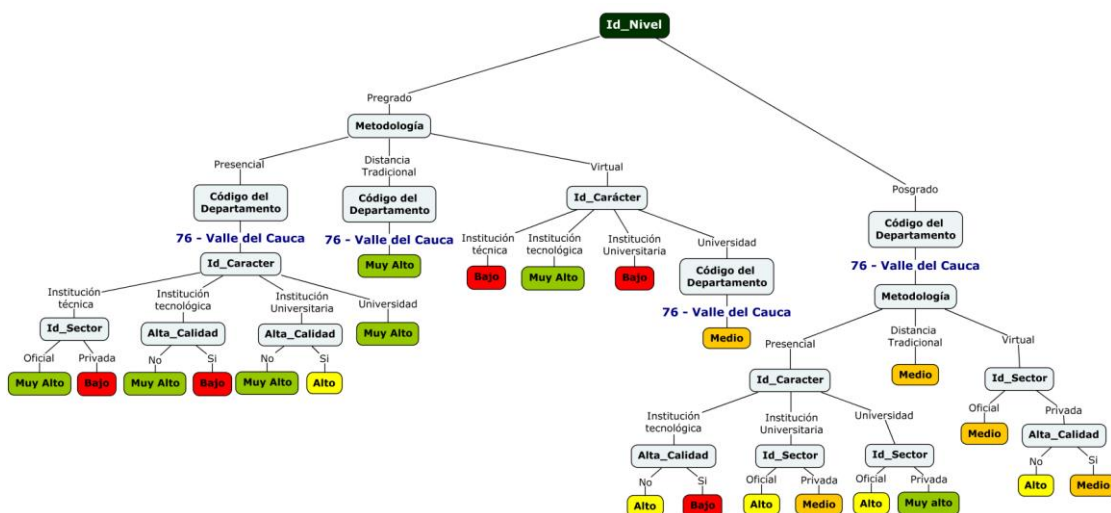 Id_Nivel
Pregrado
Metodología
Presencial
Distancia
Tradicional
Virtual
Posgrado
Código del
Departamento
Código del
Departamento
Id_Carácter
Código del
Departamento
76 - Valle del Cauca
76 - Valle del Cauca
Institución
técnica
Institución
tecnológica
Institución
Universitaria
Universidad
76 - Valle del Cauca
Id_Caracter
Muy Alto
Bajo
Muy Alto
Bajo
Código del
Departamento
Metodología
Institución
técnica
Institución
tecnológica
Institución
Universitaria
Universidad
76 - Valle del Cauca
Id_Sector
Alta_Calidad
Alta_Calidad
Muy Alto
Medio
Presencial
Distancia
Tradicional
Virtual
Oficial
Privada
No
Si
No
Si
Muy Alto
Bajo
Muy Alto
Bajo
Muy Alto
Alto
Id_Caracter
Medio
Id_Sector
Institución
tecnológica
Institución
Universitaria
Universidad
Oficial
Privada
Medio
Alta_Calidad
Alta_Calidad
Id_Sector
Id_Sector
No
Si
No
Si
Oficial
Privada
Oficial
Privada
Alto
Medio
Alto
Bajo
Alto
Medio
Alto
Muy alto